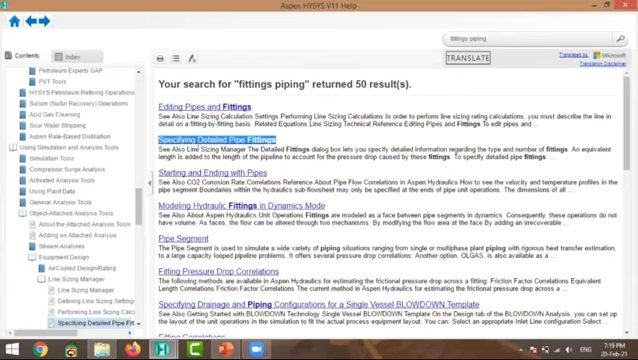 Aspen HYSYS V11 Help
fittings piping
Contents
Index
TRANSLATE
Translated by
Microsoft
Translation Disclaimer
Petroleum Experts GAP
PVT Tools
HYSYS Petroleum Refining Operations
Sulsim (Sulfur Recovery) Operations
Acid Gas Cleaning
Sour Water Shipping
Aspen Rate-Based Distillation
Using Simulation and Analysis Tools
Simulation Tools
Compressor Surge Analysis
Activated Analysis Tools
Using Plant Data
General Analysis Tools
Object-Attached Analysis Tools
About the Attached Analysis Tools
Adding an Attached Analysis
Stream Analyses
Equipment Design
AirCooled Design/Rating
Line Sizing Manager
Line Sizing Manager
Defining Line Sizing Settings
Performing Line Sizing Calcu
Specifying Detailed Pipe Fitt
Your search for "fittings piping" returned 50 result(s).
Editing Pipes and Fittings
See Also Line Sizing Calculation Settings Performing Line Sizing Calculations In order to perform line sizing rating calculations, you must describe the line in
detail on a fitting-by-fitting basis. Related Equations Line Sizing Technical Reference Editing Pipes and Fittings To edit pipes and ...
Specifying Detailed Pipe Fittings
See Also Line Sizing Manager The Detailed Fittings dialog box lets you specify detailed information regarding the type and number of fittings. An equivalent
length is added to the length of the pipeline to account for the pressure drop caused by these fittings. To specify detailed pipe fittings: ...
Starting and Ending with Pipes
See Also CO2 Corrosion Rate Correlations Reference About Pipe Flow Correlations in Aspen Hydraulics How to see the velocity and temperature profiles in
the pipe segment Boundaries within the hydraulics sub-flowsheet may only be specified at the ends of pipe unit operations. The dimensions of all ...
Modeling Hydraulic Fittings in Dynamics Mode
See Also About Aspen Hydraulics Unit Operations Fittings are modeled as a face between pipe segments in dynamics. Consequently, these operations do not
have volume. As faces, the flow can be altered through two mechanisms. By modifying the flow area of the face By adding an irrecoverable ...
Pipe Segment
The Pipe Segment is used to simulate a wide variety of piping situations ranging from single or multiphase plant piping with rigorous heat transfer estimation,
to a large capacity looped pipeline problems. Another option, OLGAS, is also available as a ...
Fitting Pressure Drop Correlations
The following methods are available in Aspen Hydraulics for estimating the frictional pressure drop across a fitting. Friction Factor Correlations Equivalent
Length Correlations Friction Factor Correlations The current method in Aspen Hydraulics for estimating the frictional pressure drop across a ...
Specifying Drainage and Piping Configurations for a Single Vessel BLOWDOWN Template
See Also Getting Started with BLOWDOWN Technology Single Vessel BLOWDOWN Template On the Design tab of the BLOWDOWN Analysis, you can set up
the layout of the unit operations in the simulation to fit the actual process equipment layout. You can: Select an appropriate Inlet Line configuration Select ...
ENG
7:19 PM